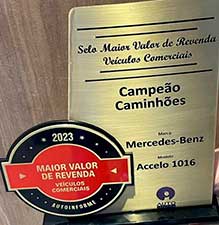 Selo Maior Valor de Revenda
Veículos Comerciais
Campeão
Caminhões
Marca
Mercedes-Benz
Modelo
Accelo 1016
AUTO
2023
MAIOR VALOR
DE REVENDA
VEÍCULOS
COMERCIAIS
AUTOINFORME